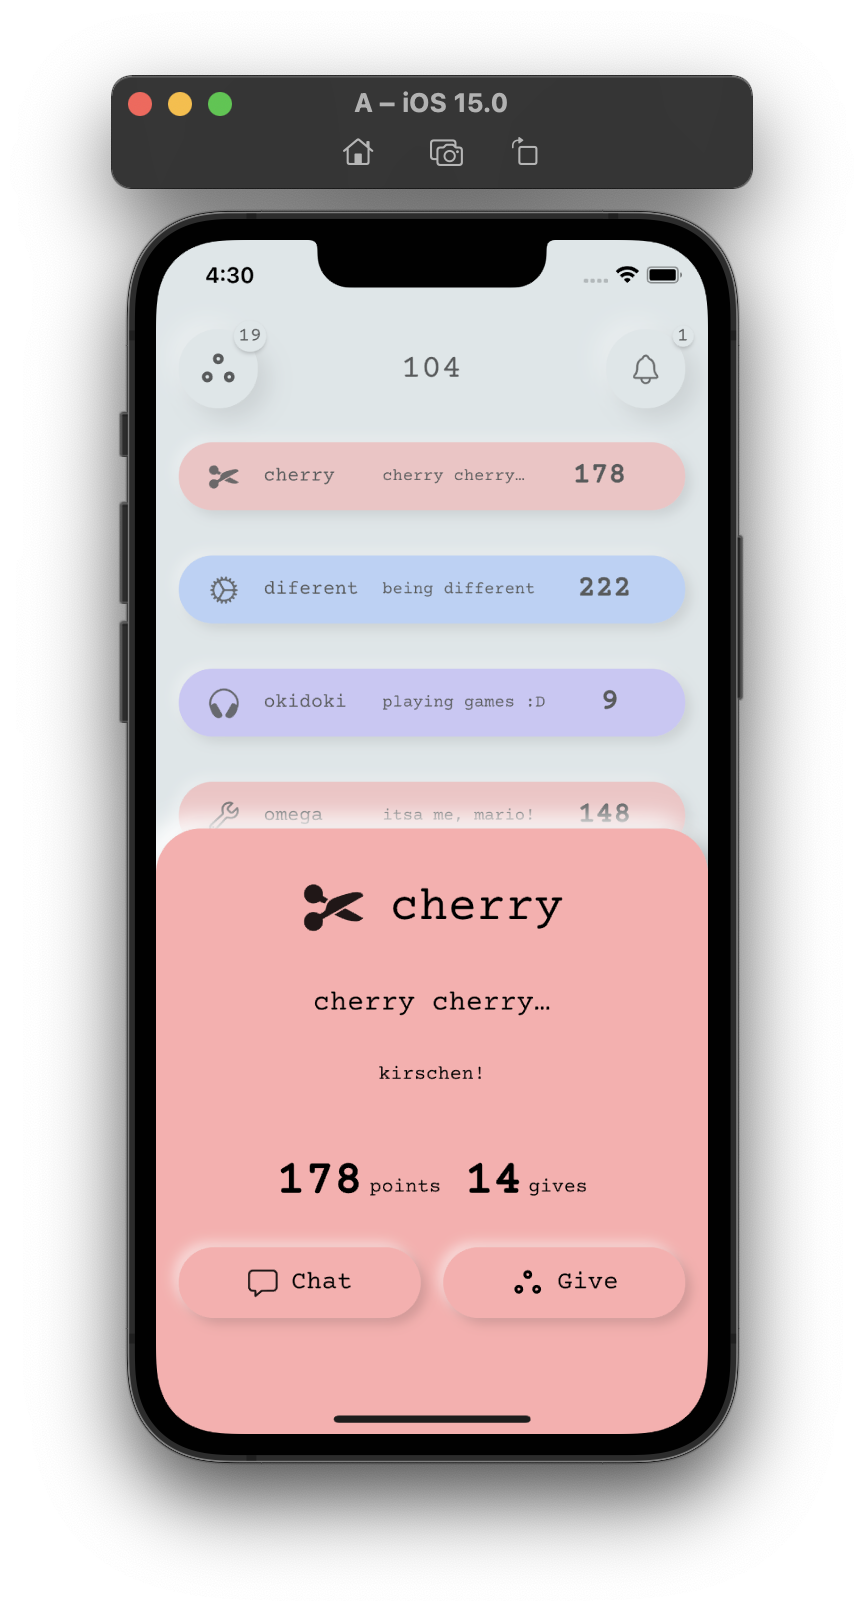 A – iOS 15.0
4:30
19
104
1
cherry cherry cherry… 178
diferent being different 222
okidoki playing games :D 9
omega itsa me, mario! 148
cherry
cherry cherry…
kirschen!
178 points 14 gives
Chat Give